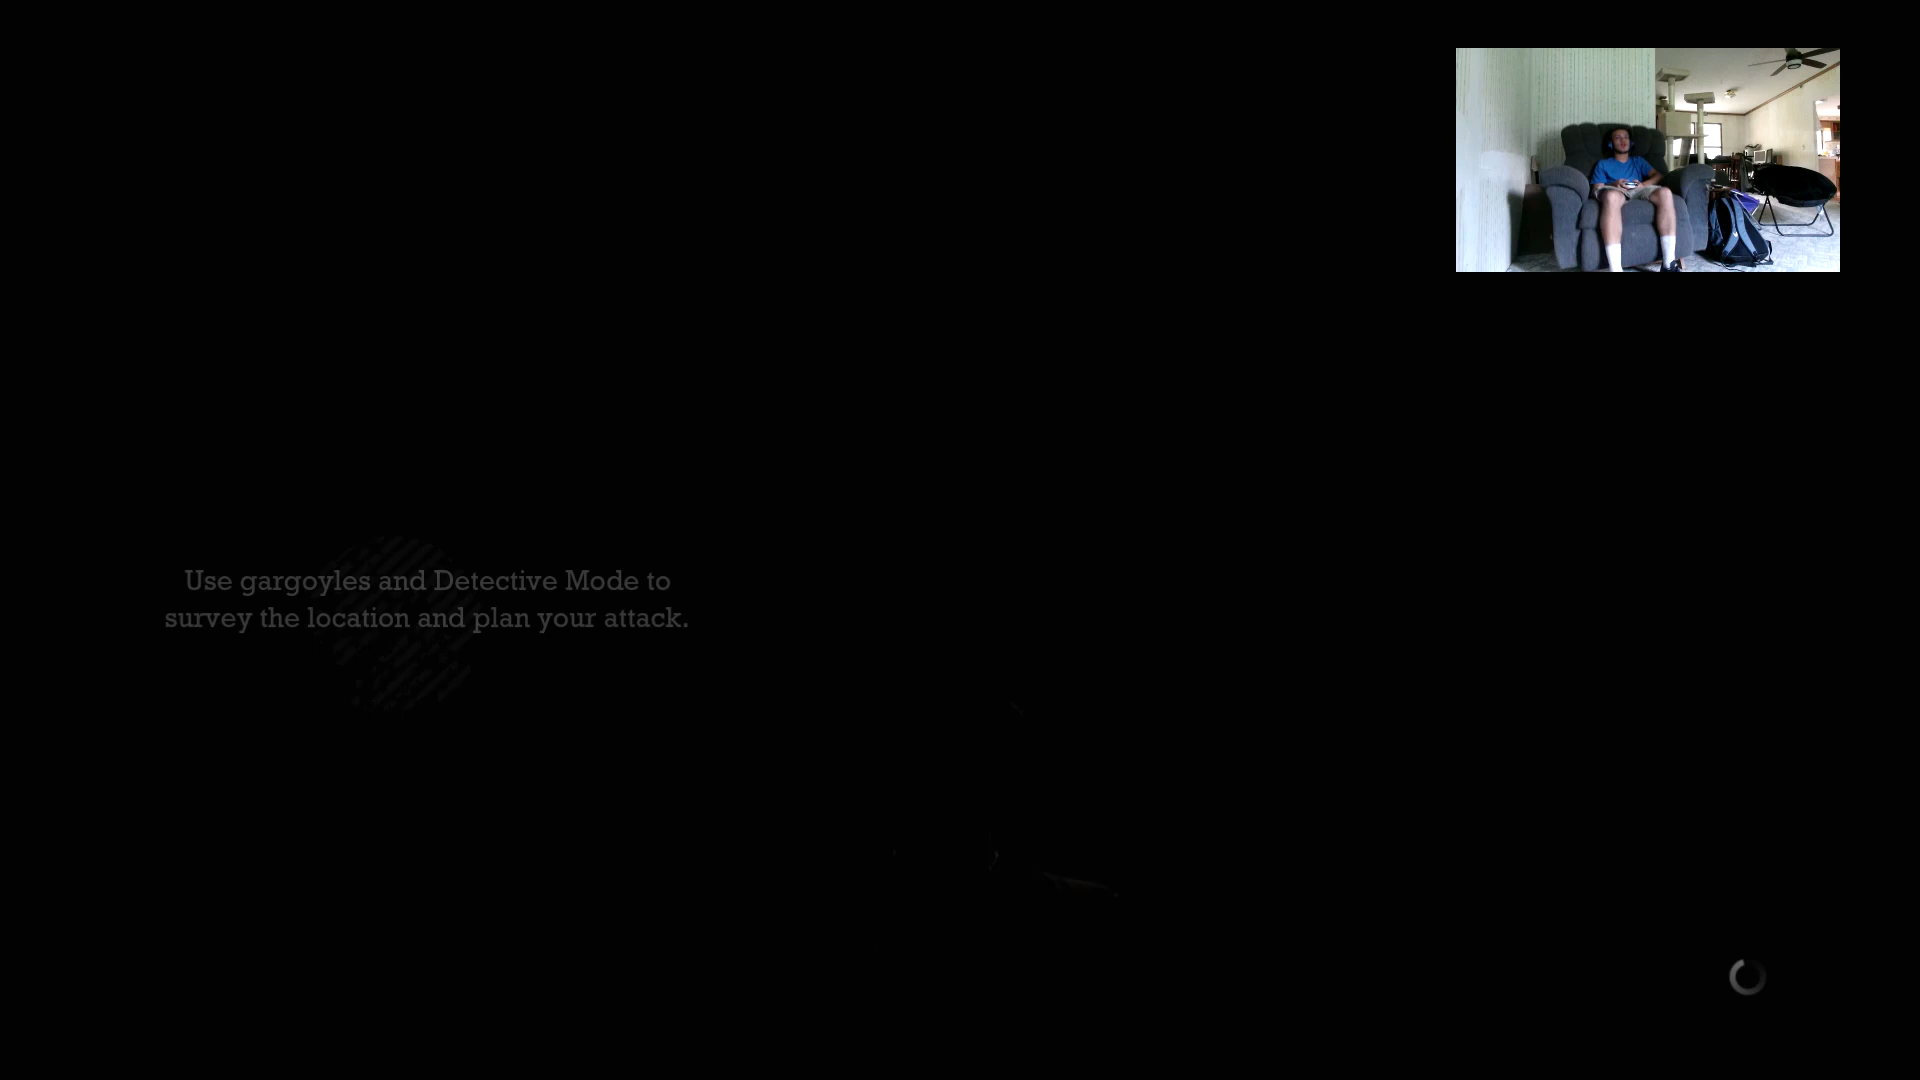 Use gargoyles and Detective Mode to
survey the location and plan your attack.